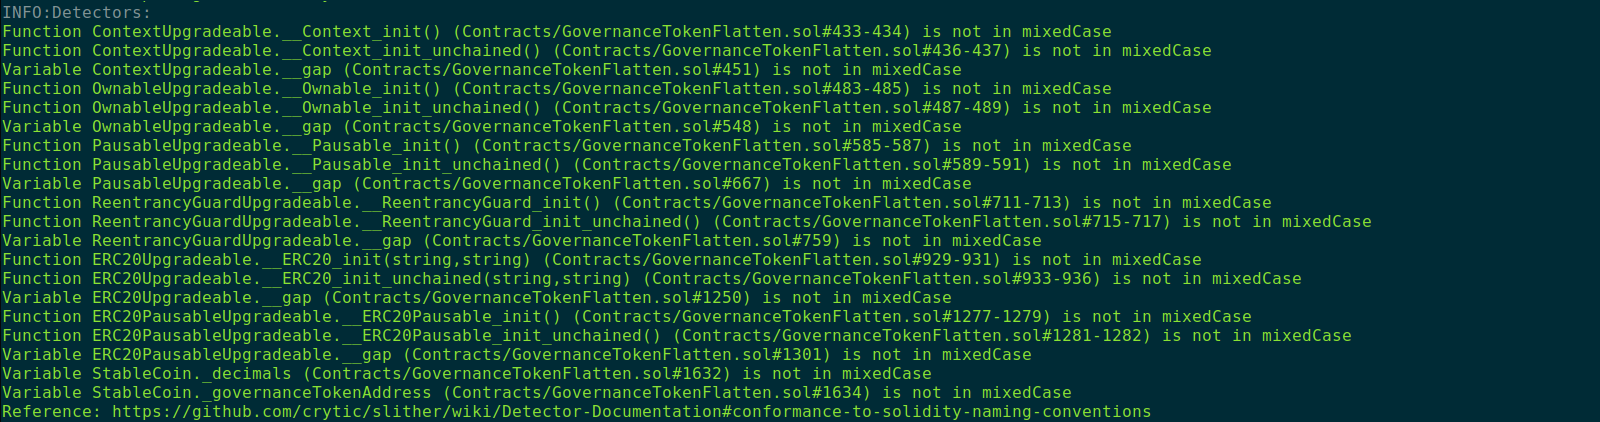 INFO:Detectors:
Function ContextUpgradeable.__Context_init() (Contracts/GovernanceTokenFlatten.sol#433-434) is not in mixedCase
Function ContextUpgradeable.__Context_init_unchained() (Contracts/GovernanceTokenFlatten.sol#436-437) is not in mixedCase
Variable ContextUpgradeable.__gap (Contracts/GovernanceTokenFlatten.sol#451) is not in mixedCase
Function OwnableUpgradeable.__Ownable_init() (Contracts/GovernanceTokenFlatten.sol#483-485) is not in mixedCase
Function OwnableUpgradeable.__Ownable_init_unchained() (Contracts/GovernanceTokenFlatten.sol#487-489) is not in mixedCase
Variable OwnableUpgradeable.__gap (Contracts/GovernanceTokenFlatten.sol#548) is not in mixedCase
Function PausableUpgradeable.__Pausable_init() (Contracts/GovernanceTokenFlatten.sol#585-587) is not in mixedCase
Function PausableUpgradeable.__Pausable_init_unchained() (Contracts/GovernanceTokenFlatten.sol#589-591) is not in mixedCase
Variable PausableUpgradeable.__gap (Contracts/GovernanceTokenFlatten.sol#667) is not in mixedCase
Function ReentrancyGuardUpgradeable.__ReentrancyGuard_init() (Contracts/GovernanceTokenFlatten.sol#711-713) is not in mixedCase
Function ReentrancyGuardUpgradeable.__ReentrancyGuard_init_unchained() (Contracts/GovernanceTokenFlatten.sol#715-717) is not in mixedCase
Variable ReentrancyGuardUpgradeable.__gap (Contracts/GovernanceTokenFlatten.sol#759) is not in mixedCase
Function ERC20Upgradeable.__ERC20_init(string,string) (Contracts/GovernanceTokenFlatten.sol#929-931) is not in mixedCase
Function ERC20Upgradeable.__ERC20_init_unchained(string,string) (Contracts/GovernanceTokenFlatten.sol#933-936) is not in mixedCase
Variable ERC20Upgradeable.__gap (Contracts/GovernanceTokenFlatten.sol#1250) is not in mixedCase
Function ERC20PausableUpgradeable.__ERC20Pausable_init() (Contracts/GovernanceTokenFlatten.sol#1277-1279) is not in mixedCase
Function ERC20PausableUpgradeable.__ERC20Pausable_init_unchained() (Contracts/GovernanceTokenFlatten.sol#1281-1282) is not in mixedCase
Variable ERC20PausableUpgradeable.__gap (Contracts/GovernanceTokenFlatten.sol#1301) is not in mixedCase
Variable StableCoin._decimals (Contracts/GovernanceTokenFlatten.sol#1632) is not in mixedCase
Variable StableCoin._governanceTokenAddress (Contracts/GovernanceTokenFlatten.sol#1634) is not in mixedCase
Reference: https://github.com/crytic/slither/wiki/Detector-Documentation#conformance-to-solidity-naming-conventions